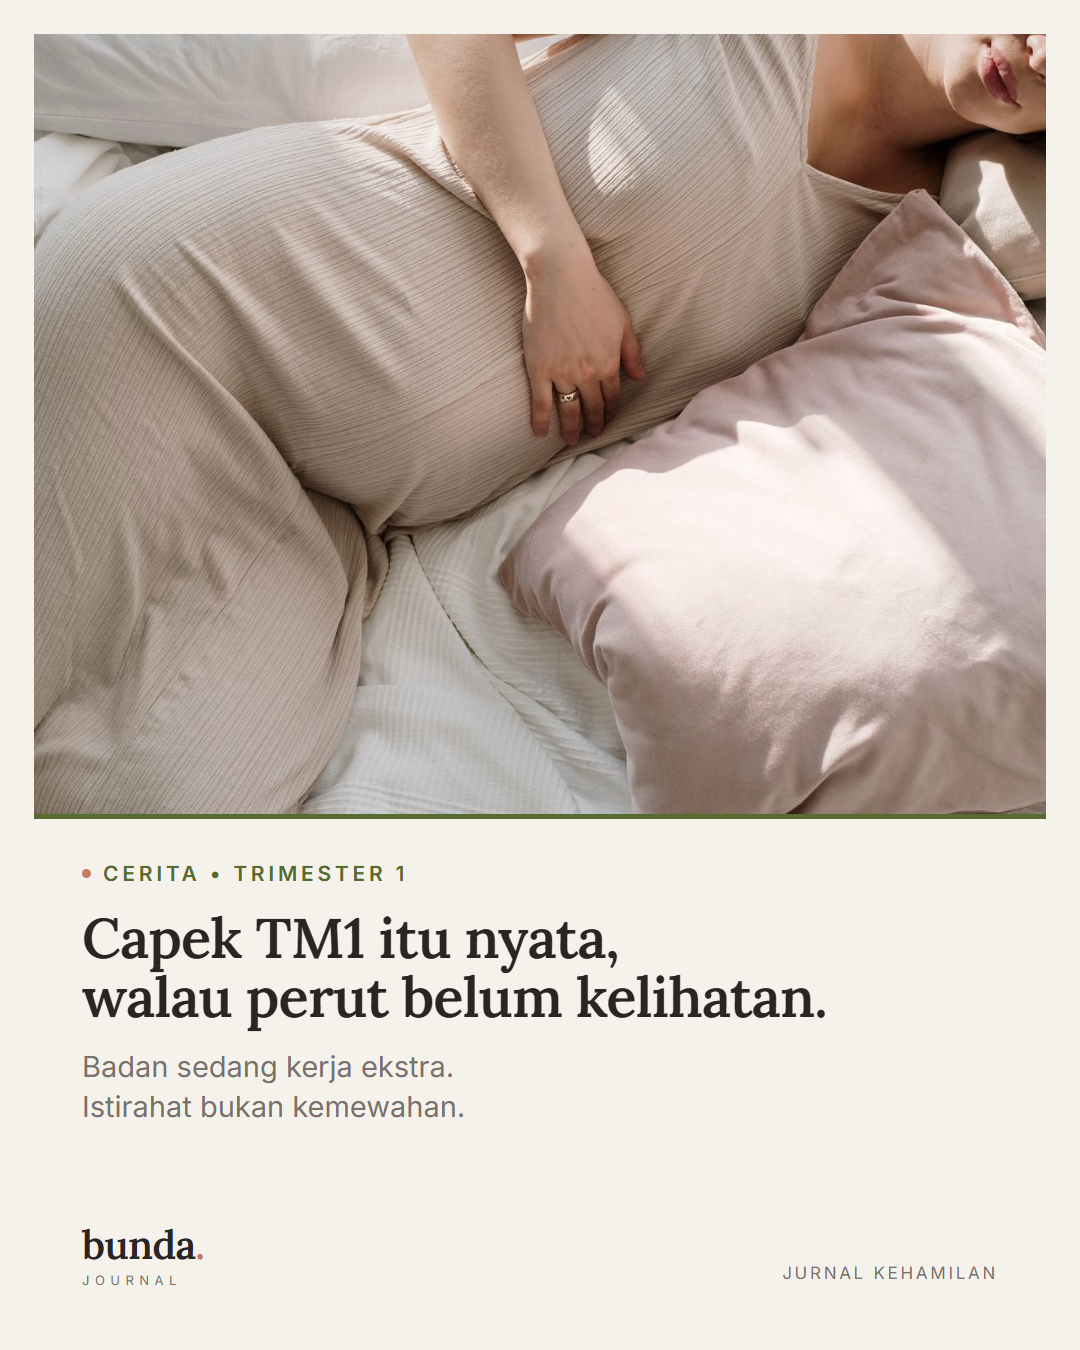 • CERITA • TRIMESTER 1
Capek TM1 itu nyata,
walau perut belum kelihatan.
Badan sedang kerja ekstra.
Istirahat bukan kemewahan.
bunda.
JOURNAL
JURNAL KEHAMILAN